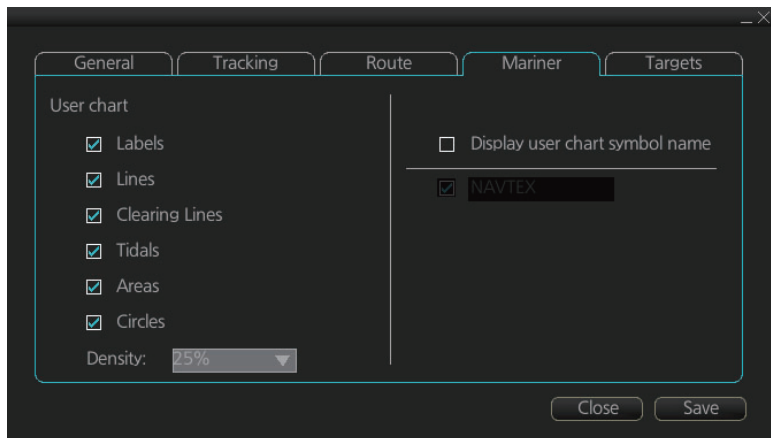 General
Tracking
Route
Mariner
Targets
User chart
Labels
Lines
Clearing Lines
Tidals
Areas
Circles
Density: 25%
Display user chart symbol name
NAVTEX
Close
Save